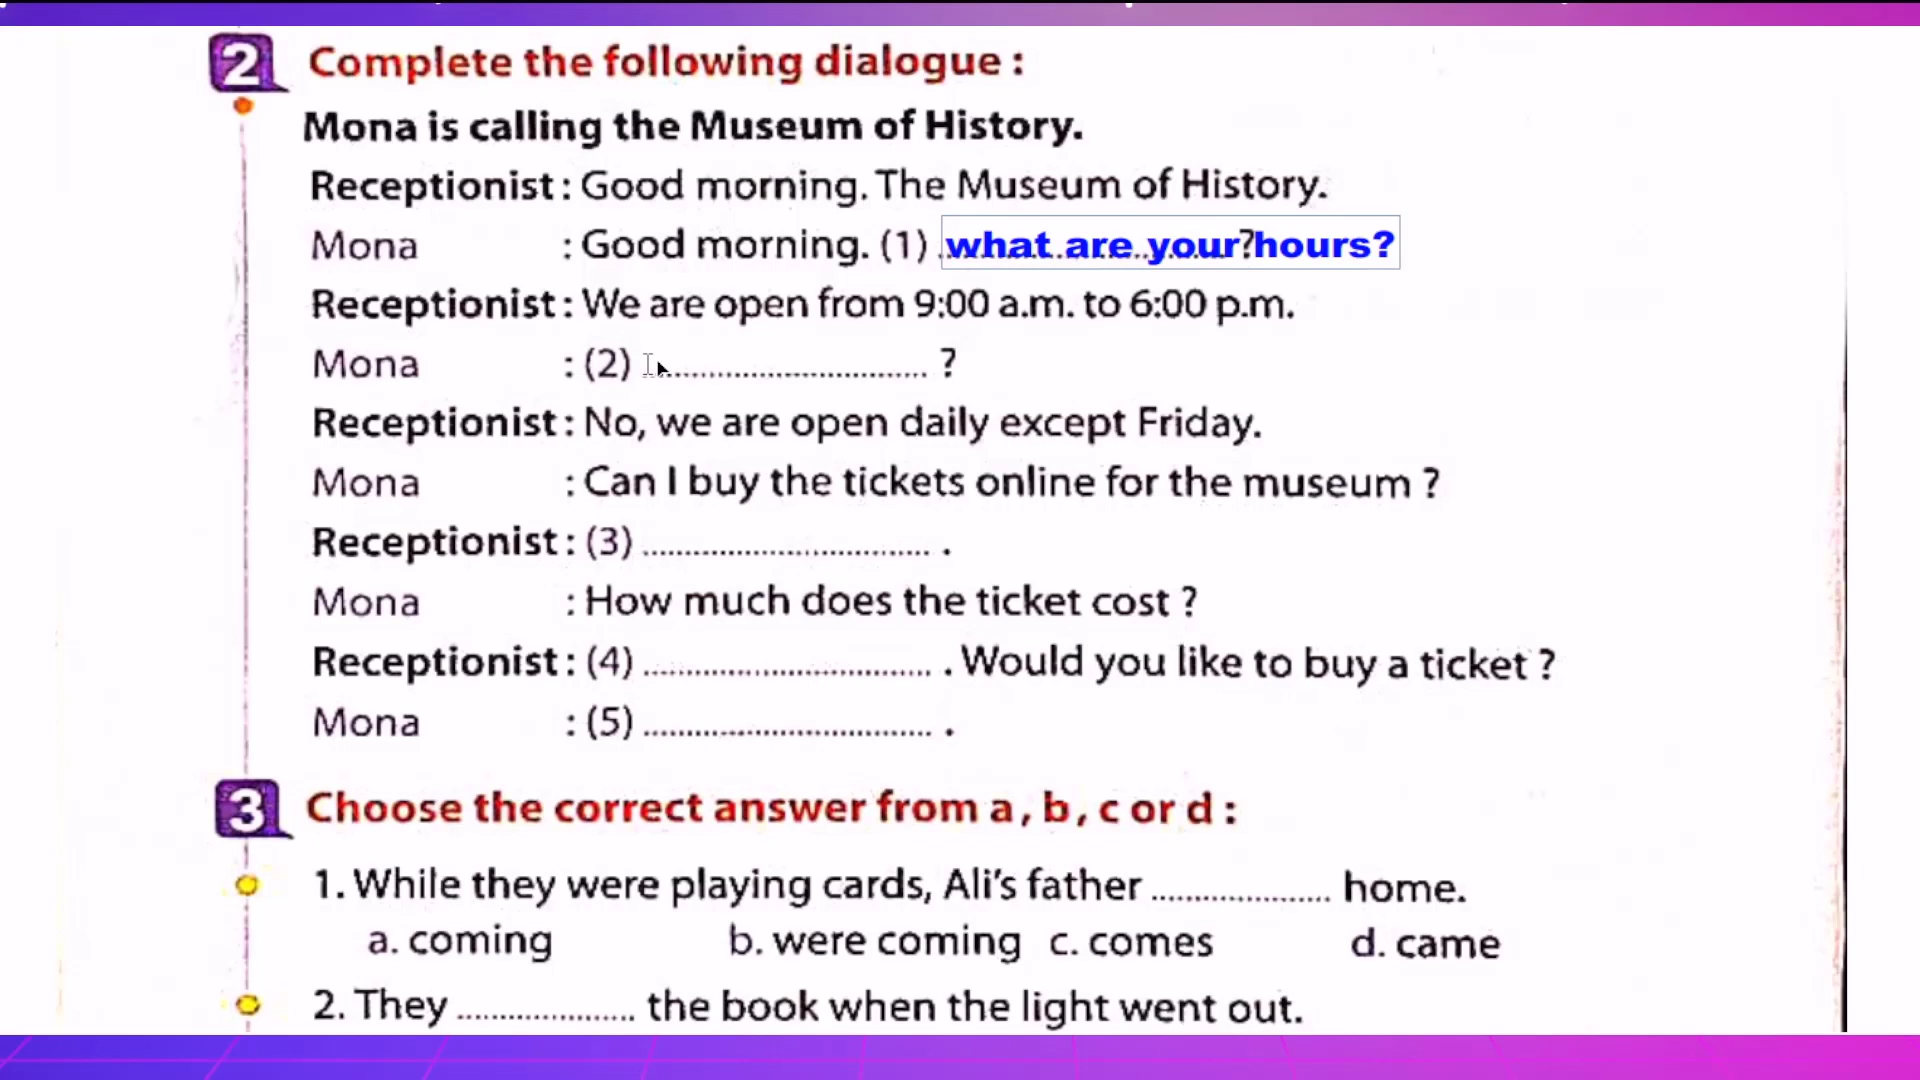 2 Complete the following dialogue :
Mona is calling the Museum of History.
Receptionist : Good morning. The Museum of History.
Mona : Good morning. (1) what are your hours? ?
Receptionist : We are open from 9:00 a.m. to 6:00 p.m.
Mona : (2) .................................. ?
Receptionist : No, we are open daily except Friday.
Mona : Can I buy the tickets online for the museum ?
Receptionist : (3) .................................. .
Mona : How much does the ticket cost ?
Receptionist : (4) .................................. . Would you like to buy a ticket ?
Mona : (5) .................................. .
3 Choose the correct answer from a , b , c or d :
1. While they were playing cards, Ali's father ..................... home.
a. coming b. were coming c. comes d. came
2. They ..................... the book when the light went out.